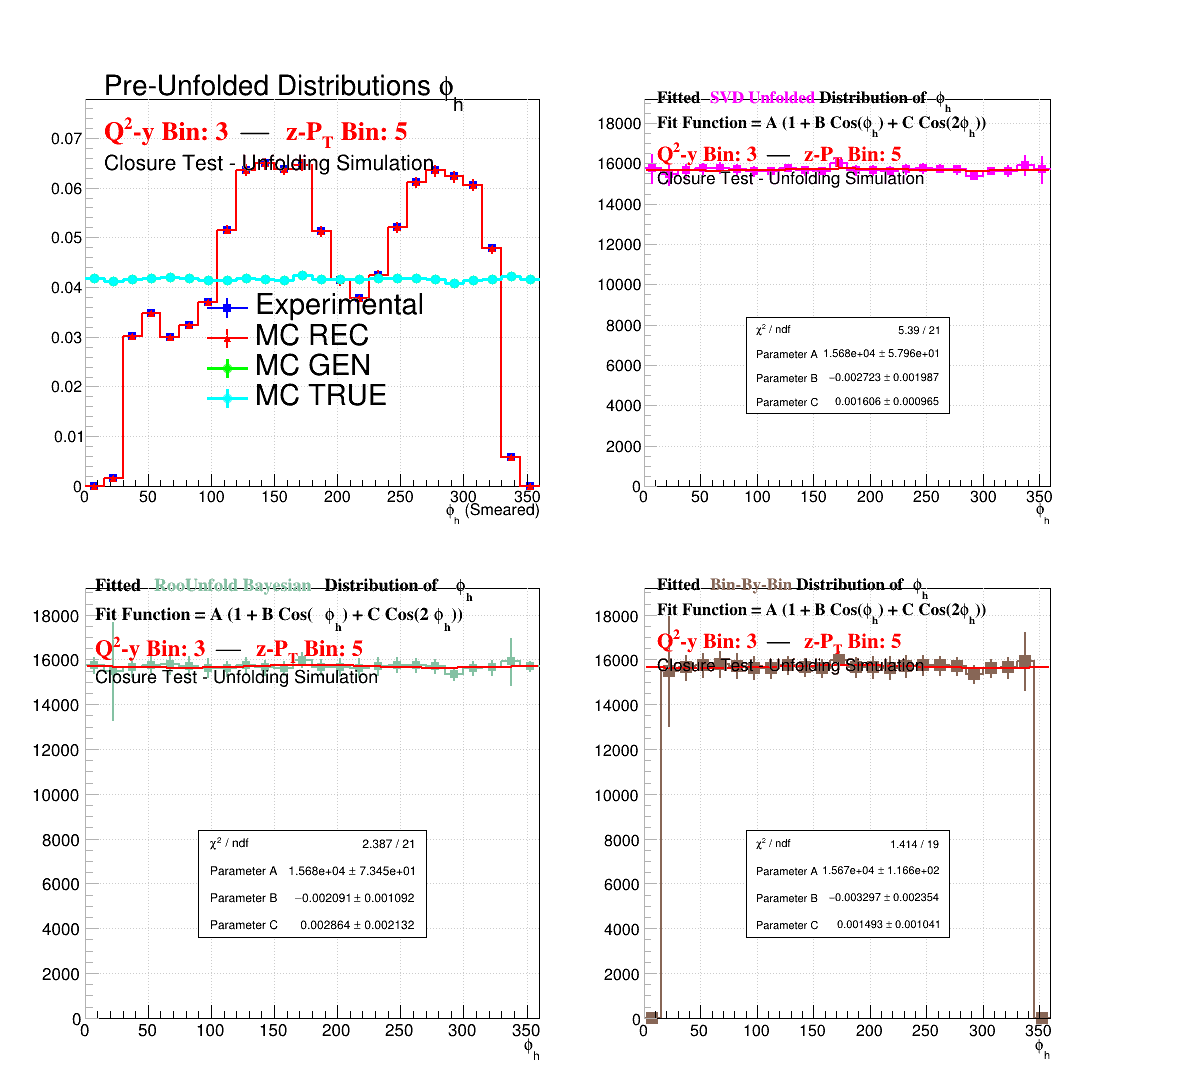 Pre-Unfolded Distributions ϕh
Q2-y Bin: 3 — z-PT Bin: 5
Closure Test - Unfolding Simulation
0.07
0.06
0.05
0.04
0.03
0.02
0.01
0
Experimental
MC REC
MC GEN
MC TRUE
50 100 150 200 250 300 350
ϕh (Smeared)
Fitted SVD Unfolded Distribution of ϕh
Fit Function = A (1 + B Cos(ϕh) + C Cos(2ϕh))
Q2-y Bin: 3 — z-PT Bin: 5
Closure Test - Unfolding Simulation
18000
16000
14000
12000
10000
8000
6000
4000
2000
0
χ2 / ndf 5.39 / 21
Parameter A 1.568e+04 ± 5.796e+01
Parameter B −0.002723 ± 0.001987
Parameter C 0.001606 ± 0.000965
0 50 100 150 200 250 300 350
ϕh
Fitted RooUnfold Bayesian Distribution of ϕh
Fit Function = A (1 + B Cos( ϕh) + C Cos(2 ϕh))
Q2-y Bin: 3 — z-PT Bin: 5
Closure Test - Unfolding Simulation
18000
16000
14000
12000
10000
8000
6000
4000
2000
0
χ2 / ndf 2.387 / 21
Parameter A 1.568e+04 ± 7.345e+01
Parameter B −0.002091 ± 0.001092
Parameter C 0.002864 ± 0.002132
0 50 100 150 200 250 300 350
ϕh
Fitted Bin-By-Bin Distribution of ϕh
Fit Function = A (1 + B Cos(ϕh) + C Cos(2ϕh))
Q2-y Bin: 3 — z-PT Bin: 5
Closure Test - Unfolding Simulation
18000
16000
14000
12000
10000
8000
6000
4000
2000
0
χ2 / ndf 1.414 / 19
Parameter A 1.567e+04 ± 1.166e+02
Parameter B −0.003297 ± 0.002354
Parameter C 0.001493 ± 0.001041
0 50 100 150 200 250 300 350
ϕh